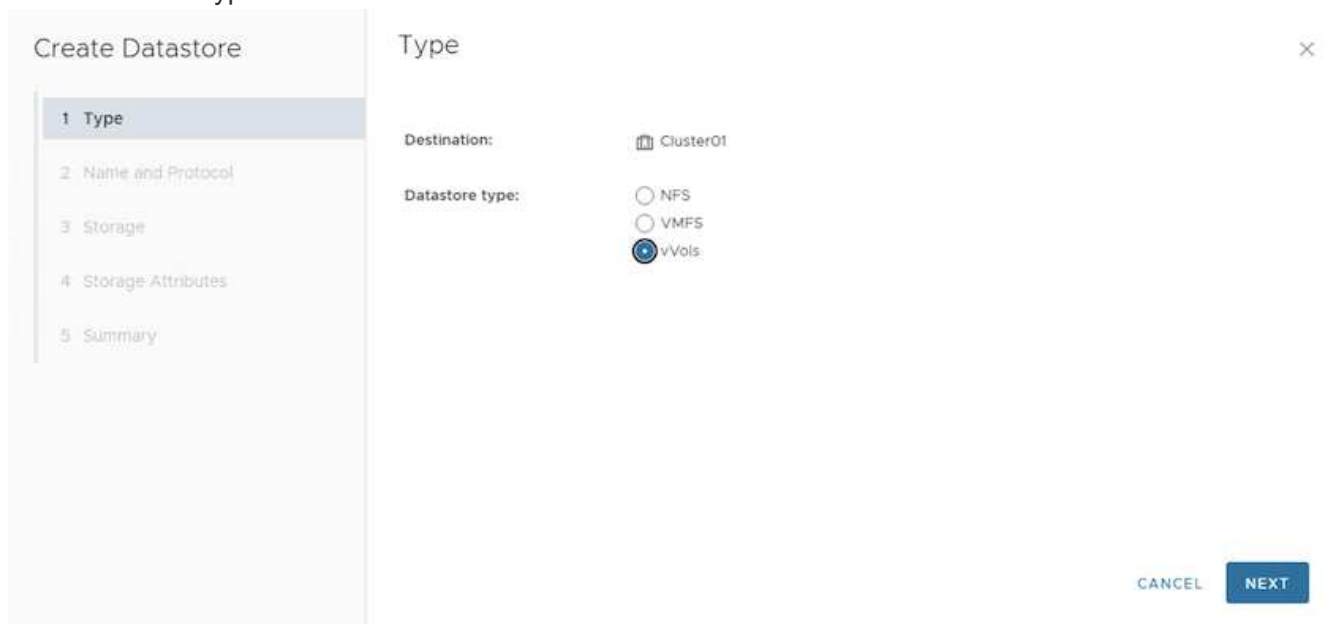 Create Datastore
1 Type
2 Name and Protocol
3 Storage
4 Storage Attributes
5 Summary
Type
Destination: Cluster01
Datastore type: NFS
VMFS
vVols
CANCEL NEXT